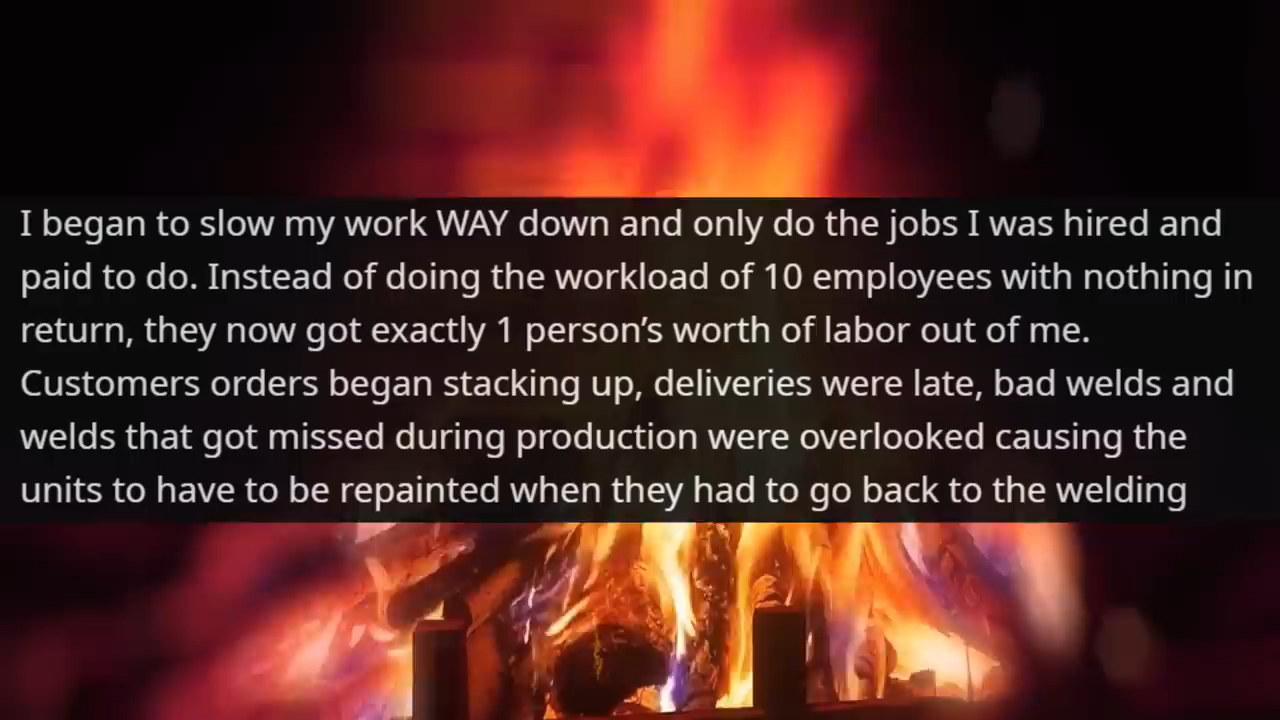 I began to slow my work WAY down and only do the jobs I was hired and
paid to do. Instead of doing the workload of 10 employees with nothing in
return, they now got exactly 1 person’s worth of labor out of me.
Customers orders began stacking up, deliveries were late, bad welds and
welds that got missed during production were overlooked causing the
units to have to be repainted when they had to go back to the welding